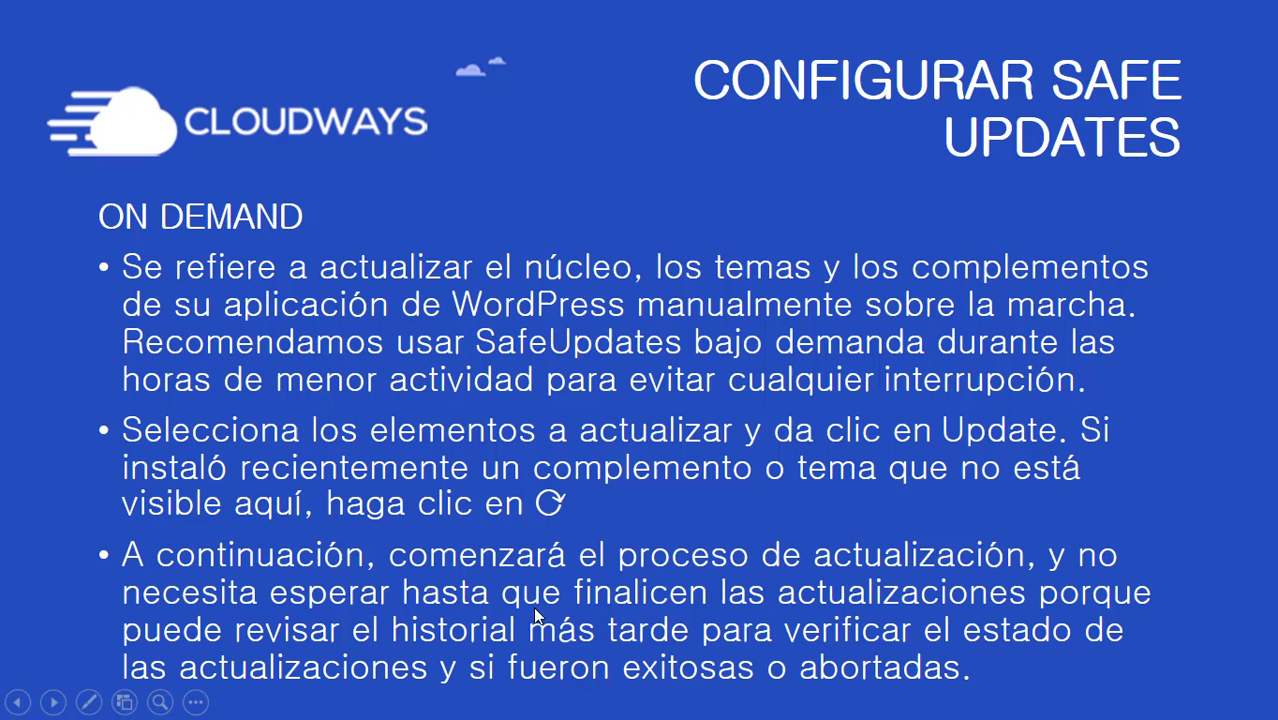 CLOUDWAYS
CONFIGURAR SAFE
UPDATES
ON DEMAND
• Se refiere a actualizar el núcleo, los temas y los complementos
de su aplicación de WordPress manualmente sobre la marcha.
Recomendamos usar SafeUpdates bajo demanda durante las
horas de menor actividad para evitar cualquier interrupción.
• Selecciona los elementos a actualizar y da clic en Update. Si
instaló recientemente un complemento o tema que no está
visible aquí, haga clic en ⟳
• A continuación, comenzará el proceso de actualización, y no
necesita esperar hasta que finalicen las actualizaciones porque
puede revisar el historial más tarde para verificar el estado de
las actualizaciones y si fueron exitosas o abortadas.